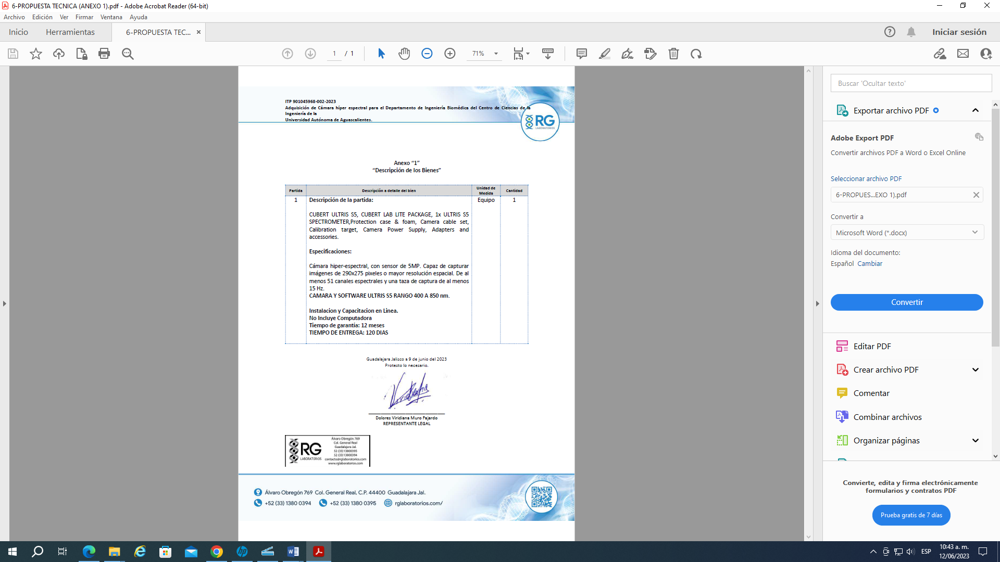 6-PROPUESTA TECNICA (ANEXO 1).pdf - Adobe Acrobat Reader (64-bit)
Archivo Edición Ver Firmar Ventana Ayuda
Inicio Herramientas 6-PROPUESTA TEC... × Iniciar sesión
1 / 1 71%
ITP 901045968-002-2023
Adquisición de Cámara híper espectral para el Departamento de Ingeniería Biomédica del Centro de Ciencias de la
Ingeniería de la
Universidad Autónoma de Aguascalientes.
RG
LABORATORIOS
Anexo “1”
“Descripción de los Bienes”
Partida Descripción a detalle del bien Unidad de Medida Cantidad
1 Descripción de la partida: Equipo 1
CUBERT ULTRIS S5, CUBERT LAB LITE PACKAGE, 1x ULTRIS S5
SPECTROMETER,Protection case & foam, Camera cable set,
Calibration target, Camera Power Supply, Adapters and
accessories.
Especificaciones:
Cámara hiper-espectral, con sensor de 5MP. Capaz de capturar
imágenes de 290x275 pixeles o mayor resolución espacial. De al
menos 51 canales espectrales y una taza de captura de al menos
15 Hz.
CAMARA Y SOFTWARE ULTRIS S5 RANGO 400 A 850 nm.
Instalacion y Capacitacion en Linea.
No Incluye Computadora
Tiempo de garantía: 12 meses
TIEMPO DE ENTREGA: 120 DIAS
Guadalajara Jalisco a 9 de junio del 2023
Protesto lo necesario.
Dolores Viridiana Muro Fajardo
REPRESENTANTE LEGAL
RG
LABORATORIOS
Álvaro Obregón 769
Col. General Real
Guadalajara Jal.
52 (33)13800395
52 (33)13800394
contacto@rglaboratorios.com
www.rglaboratorios.com
Álvaro Obregón 769 Col. General Real, C.P. 44400 Guadalajara Jal.
+52 (33) 1380 0394 +52 (33) 1380 0395 rglaboratorios.com/
Buscar 'Ocultar texto'
Exportar archivo PDF
Adobe Export PDF
Convertir archivos PDF a Word o Excel Online
Seleccionar archivo PDF
6-PROPUES...EXO 1).pdf
Convertir a
Microsoft Word (*.docx)
Idioma del documento:
Español Cambiar
Convertir
Editar PDF
Crear archivo PDF
Comentar
Combinar archivos
Organizar páginas
Convierte, edita y firma electrónicamente
formularios y contratos PDF
Prueba gratis de 7 días
ESP
10:43 a. m.
12/06/2023